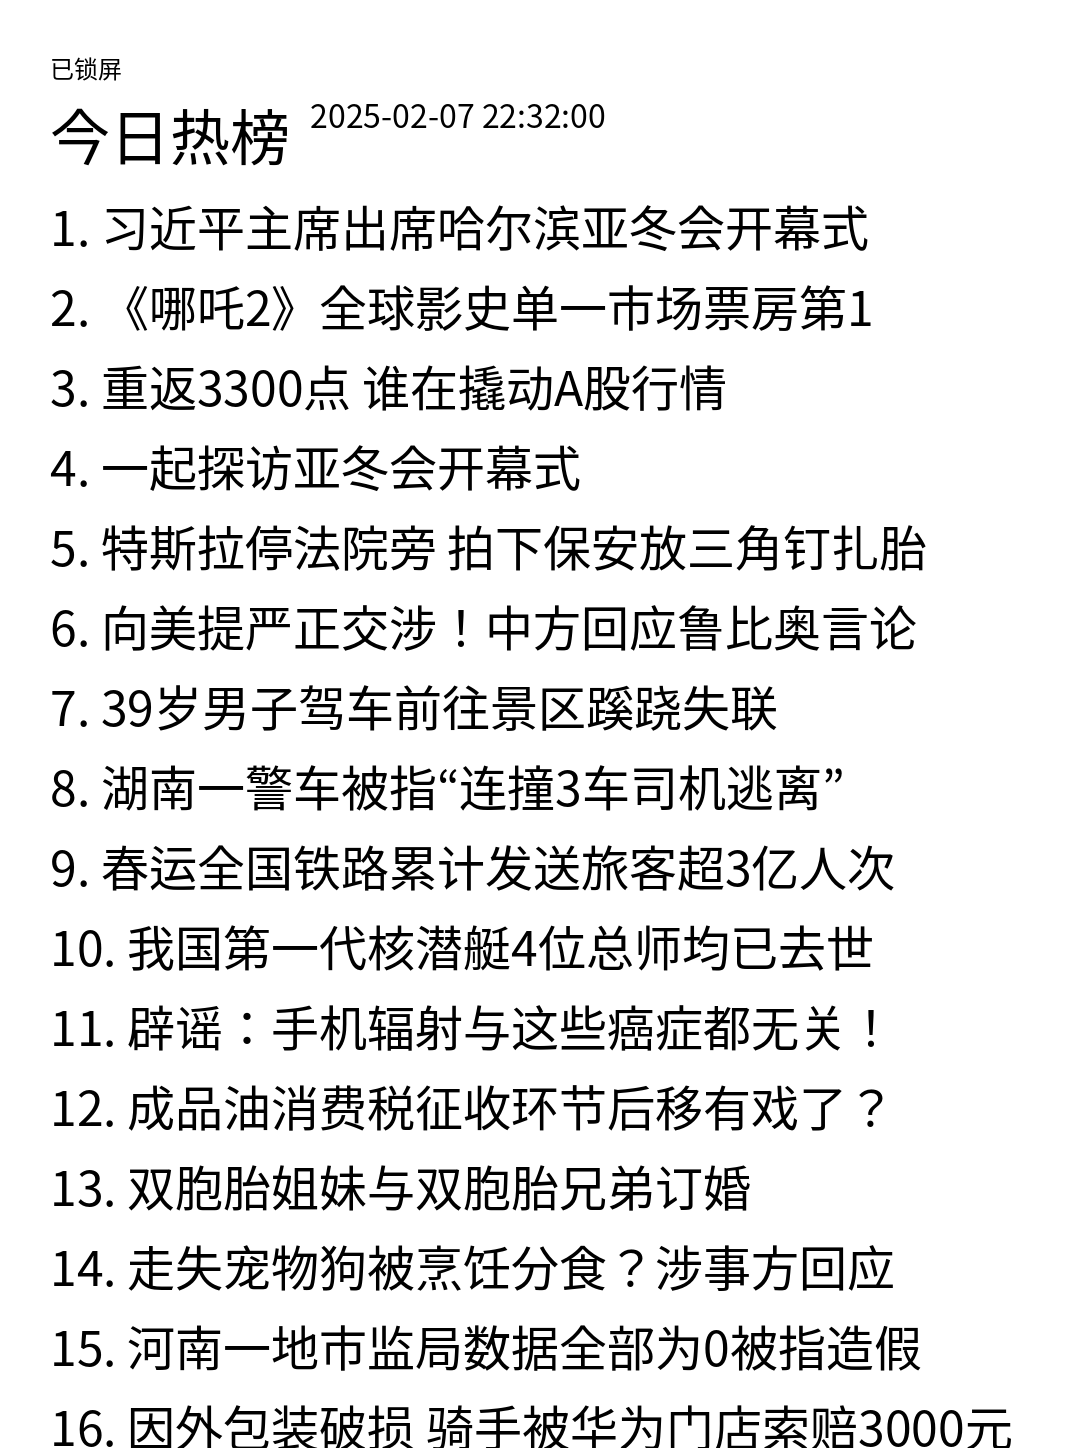 已锁屏
今日热榜 2025-02-07 22:32:00
1. 习近平主席出席哈尔滨亚冬会开幕式
2. 《哪吒2》全球影史单一市场票房第1
3. 重返3300点 谁在撬动A股行情
4. 一起探访亚冬会开幕式
5. 特斯拉停法院旁 拍下保安放三角钉扎胎
6. 向美提严正交涉！中方回应鲁比奥言论
7. 39岁男子驾车前往景区蹊跷失联
8. 湖南一警车被指“连撞3车司机逃离”
9. 春运全国铁路累计发送旅客超3亿人次
10. 我国第一代核潜艇4位总师均已去世
11. 辟谣：手机辐射与这些癌症都无关！
12. 成品油消费税征收环节后移有戏了？
13. 双胞胎姐妹与双胞胎兄弟订婚
14. 走失宠物狗被烹饪分食？涉事方回应
15. 河南一地市监局数据全部为0被指造假
16. 因外包装破损 骑手被华为门店索赔3000元